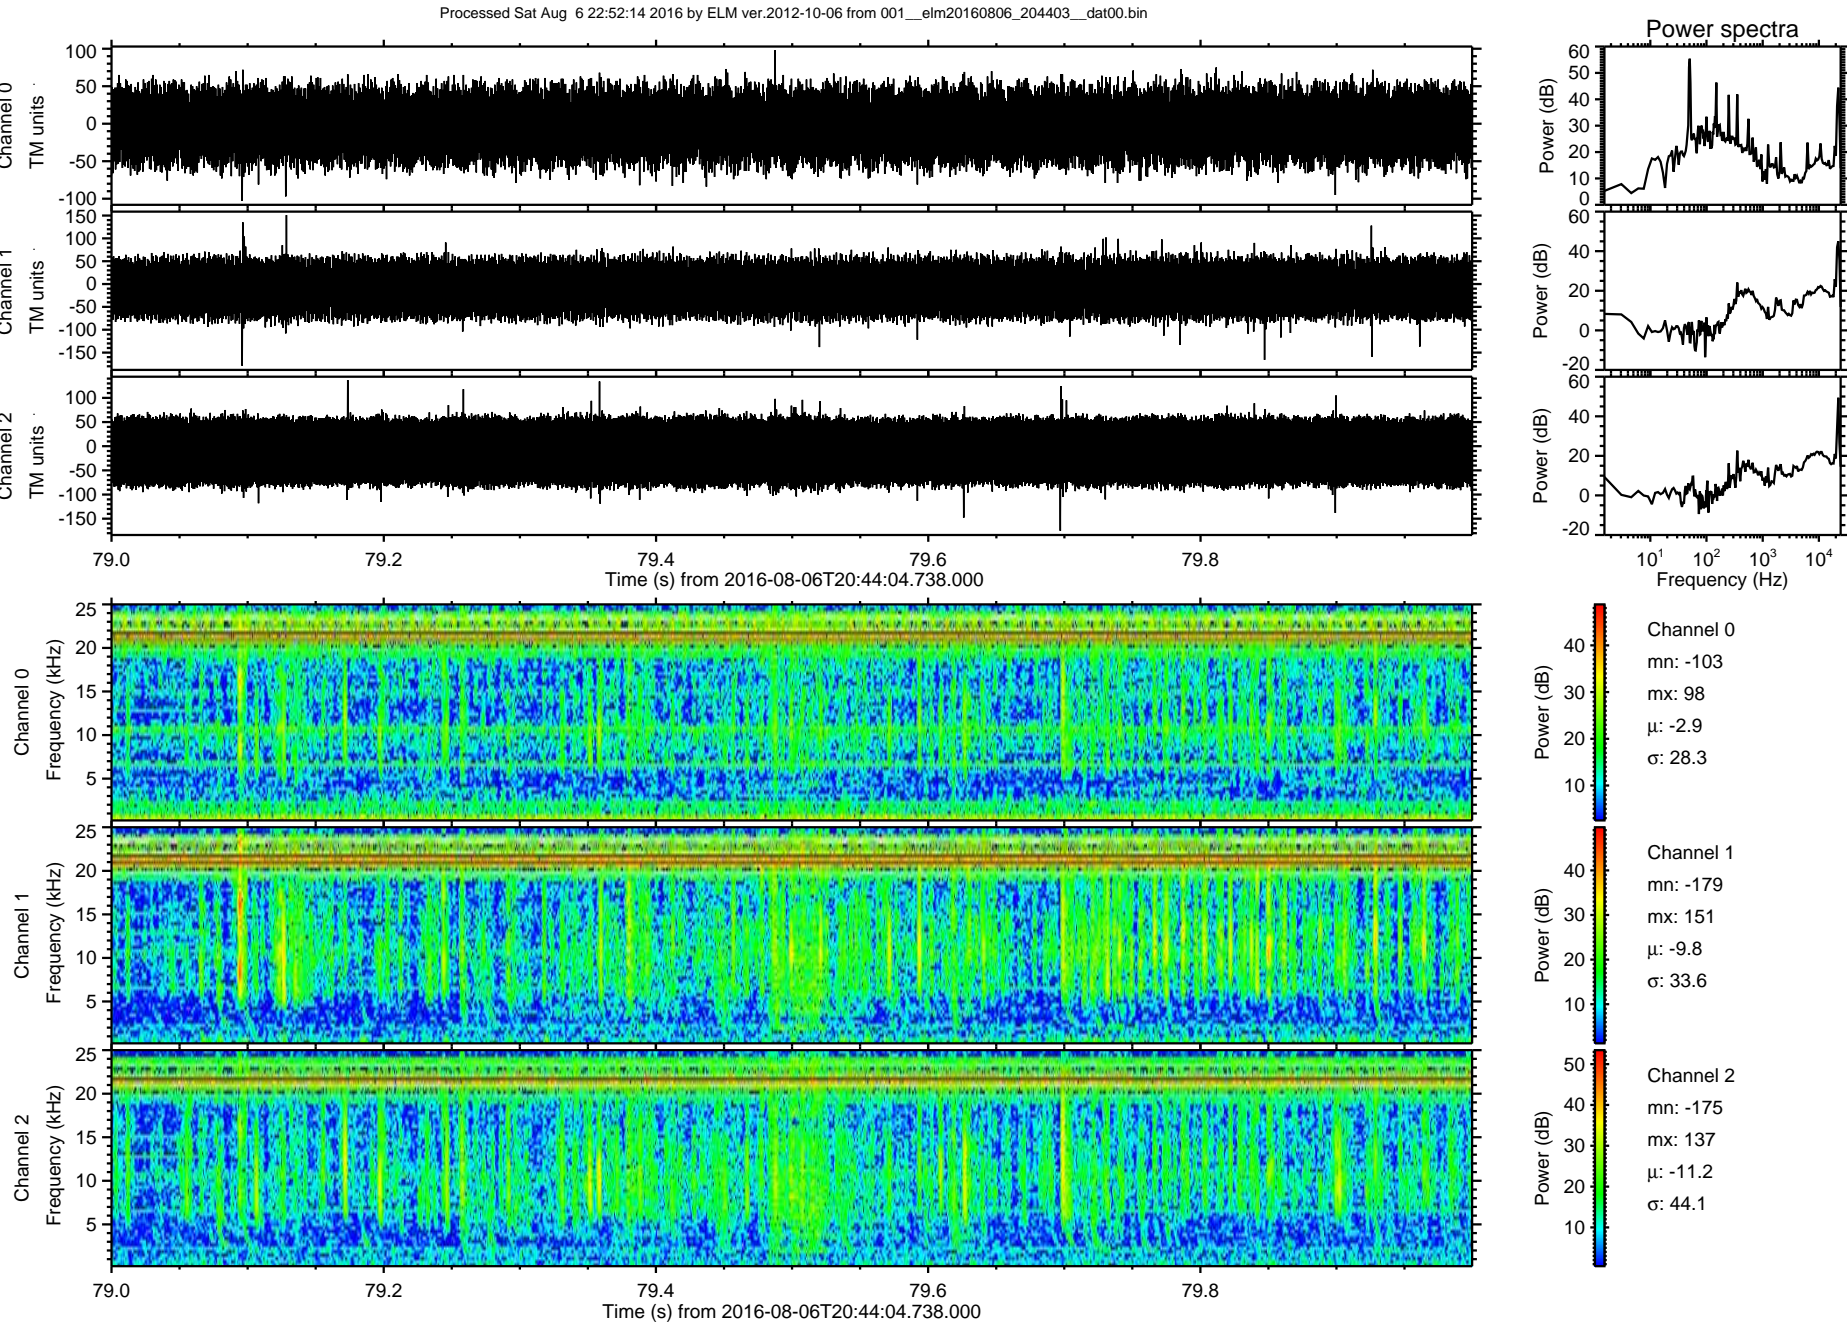 Processed Sat Aug  6 22:52:14 2016 by ELM ver.2012-10-06 from 001__elm20160806_204403__dat00.bin
Power spectra
Channel 0
TM units
100
50
0
-50
-100
Power (dB)
60
50
40
30
20
10
0
Channel 1
TM units
150
100
50
0
-50
-100
-150
Power (dB)
60
40
20
0
-20
Channel 2
TM units
100
50
0
-50
-100
-150
Power (dB)
60
40
20
0
-20
79.0 79.2 79.4 79.6 79.8
Time (s) from 2016-08-06T20:44:04.738.000
10¹ 10² 10³ 10⁴
Frequency (Hz)
Channel 0
Frequency (kHz)
25
20
15
10
5
Power (dB)
40
30
20
10
Channel 0
mn: -103
mx: 98
μ: -2.9
σ: 28.3
Channel 1
Frequency (kHz)
25
20
15
10
5
Power (dB)
40
30
20
10
Channel 1
mn: -179
mx: 151
μ: -9.8
σ: 33.6
Channel 2
Frequency (kHz)
25
20
15
10
5
Power (dB)
50
40
30
20
10
Channel 2
mn: -175
mx: 137
μ: -11.2
σ: 44.1
79.0 79.2 79.4 79.6 79.8
Time (s) from 2016-08-06T20:44:04.738.000